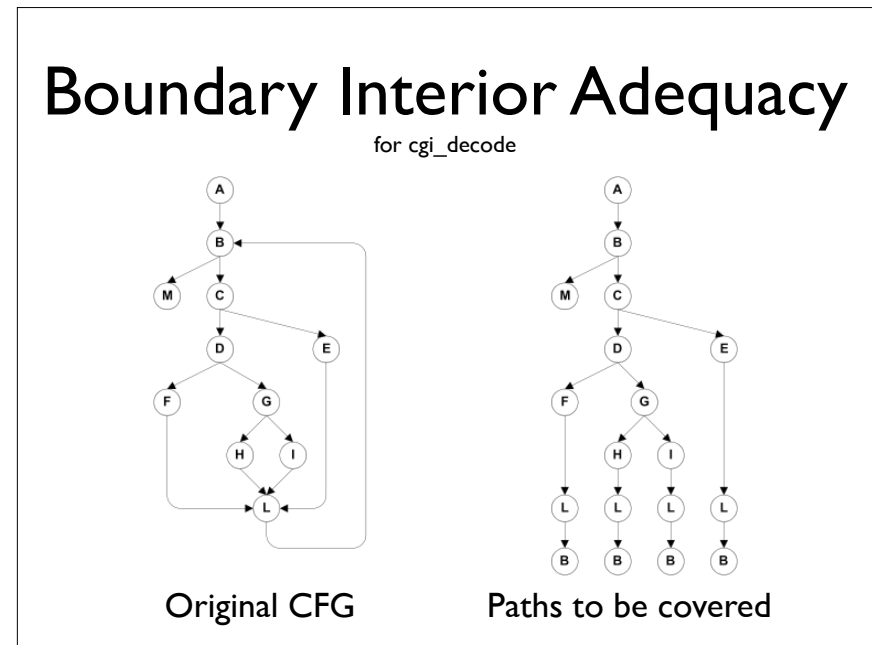 Boundary Interior Adequacy
for cgi_decode
A A
B B
M C M C
D E D E
F G F G
H I H I
L L L L L
B B B B
Original CFG Paths to be covered